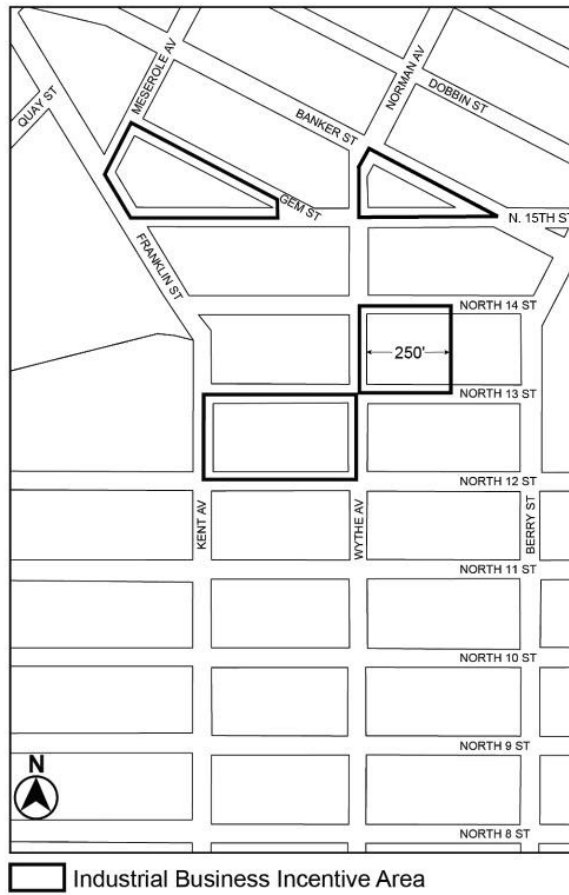 QUAY ST
MESEROLE AV
NORMAN AV
DOBBIN ST
BANKER ST
GEM ST
N. 15TH ST
FRANKLIN ST
NORTH 14 ST
250'
NORTH 13 ST
NORTH 12 ST
KENT AV
WYTHE AV
BERRY ST
NORTH 11 ST
NORTH 10 ST
NORTH 9 ST
N
NORTH 8 ST
Industrial Business Incentive Area